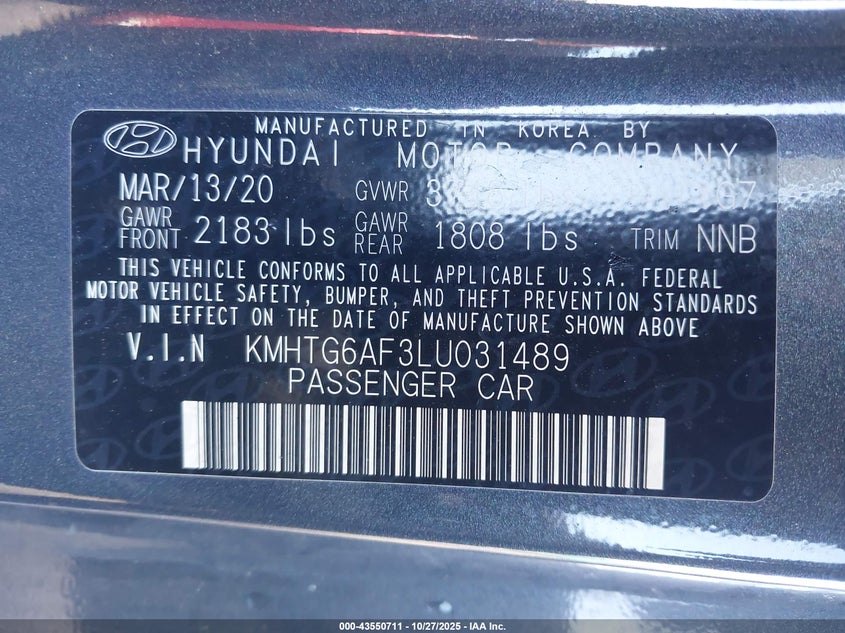 MANUFACTURED IN KOREA BY
HYUNDAI MOTOR COMPANY
MAR/13/20 GVWR
GAWR FRONT 2183 lbs GAWR REAR 1808 lbs TRIM NNB
THIS VEHICLE CONFORMS TO ALL APPLICABLE U.S.A. FEDERAL
MOTOR VEHICLE SAFETY, BUMPER, AND THEFT PREVENTION STANDARDS
IN EFFECT ON THE DATE OF MANUFACTURE SHOWN ABOVE
V.I.N KMHTG6AF3LU031489
PASSENGER CAR
000-43550711 - 10/27/2025 - IAA Inc.